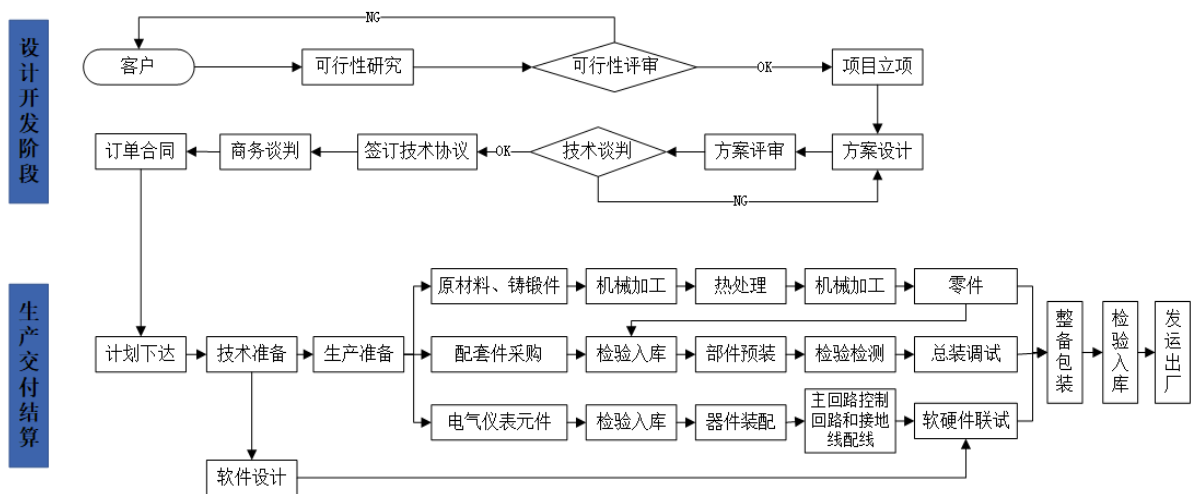 设计开发阶段
NG
客户
可行性研究
可行性评审
OK
项目立项
订单合同
商务谈判
签订技术协议
OK
技术谈判
方案评审
方案设计
NG
生产交付结算
原材料、铸锻件
机械加工
热处理
机械加工
零件
计划下达
技术准备
生产准备
配套件采购
检验入库
部件预装
检验检测
总装调试
整备包装
检验入库
发运出厂
电气仪表元件
检验入库
器件装配
主回路控制
回路和接地
线配线
软硬件联试
软件设计